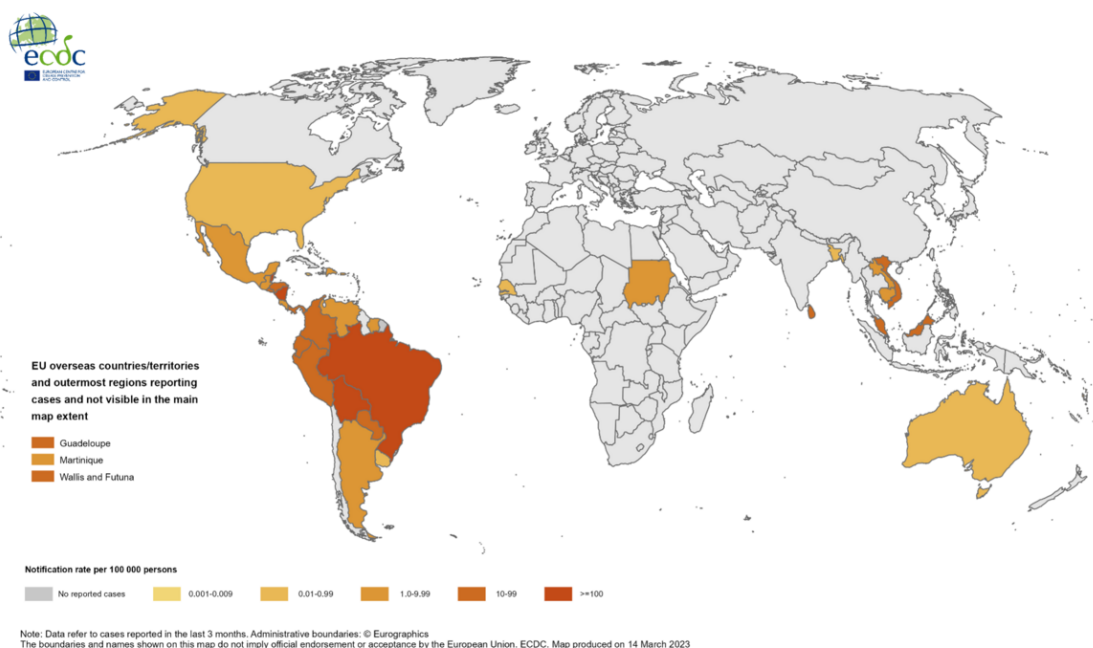 ecdc
EUROPEAN CENTRE FOR
DISEASE PREVENTION
AND CONTROL
EU overseas countries/territories
and outermost regions reporting
cases and not visible in the main
map extent
Guadeloupe
Martinique
Wallis and Futuna
Notification rate per 100 000 persons
No reported cases
0.001-0.009
0.01-0.99
1.0-9.99
10-99
>=100
Note: Data refer to cases reported in the last 3 months. Administrative boundaries: © Eurographics
The boundaries and names shown on this map do not imply official endorsement or acceptance by the European Union. ECDC. Map produced on 14 March 2023